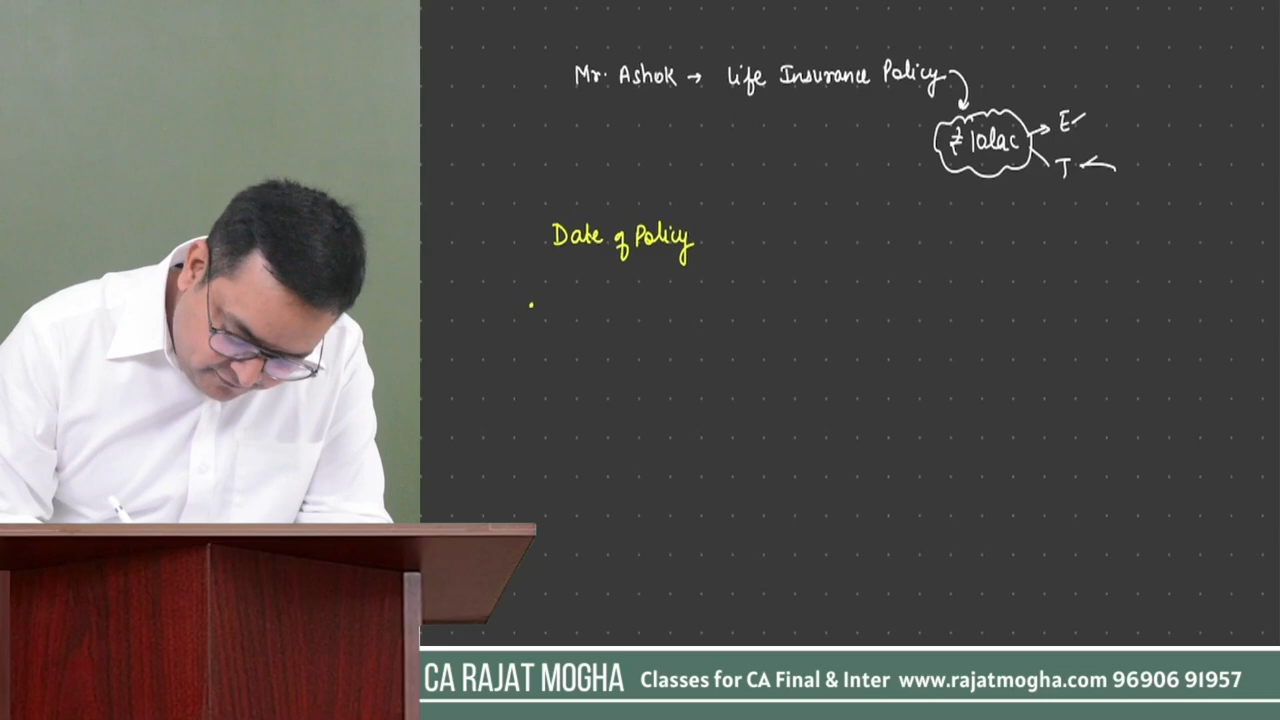 Mr. Ashok → Life Insurance Policy
₹ 10lac → E
T
Date of Policy
CA RAJAT MOGHA Classes for CA Final & Inter www.rajatmogha.com 96906 91957